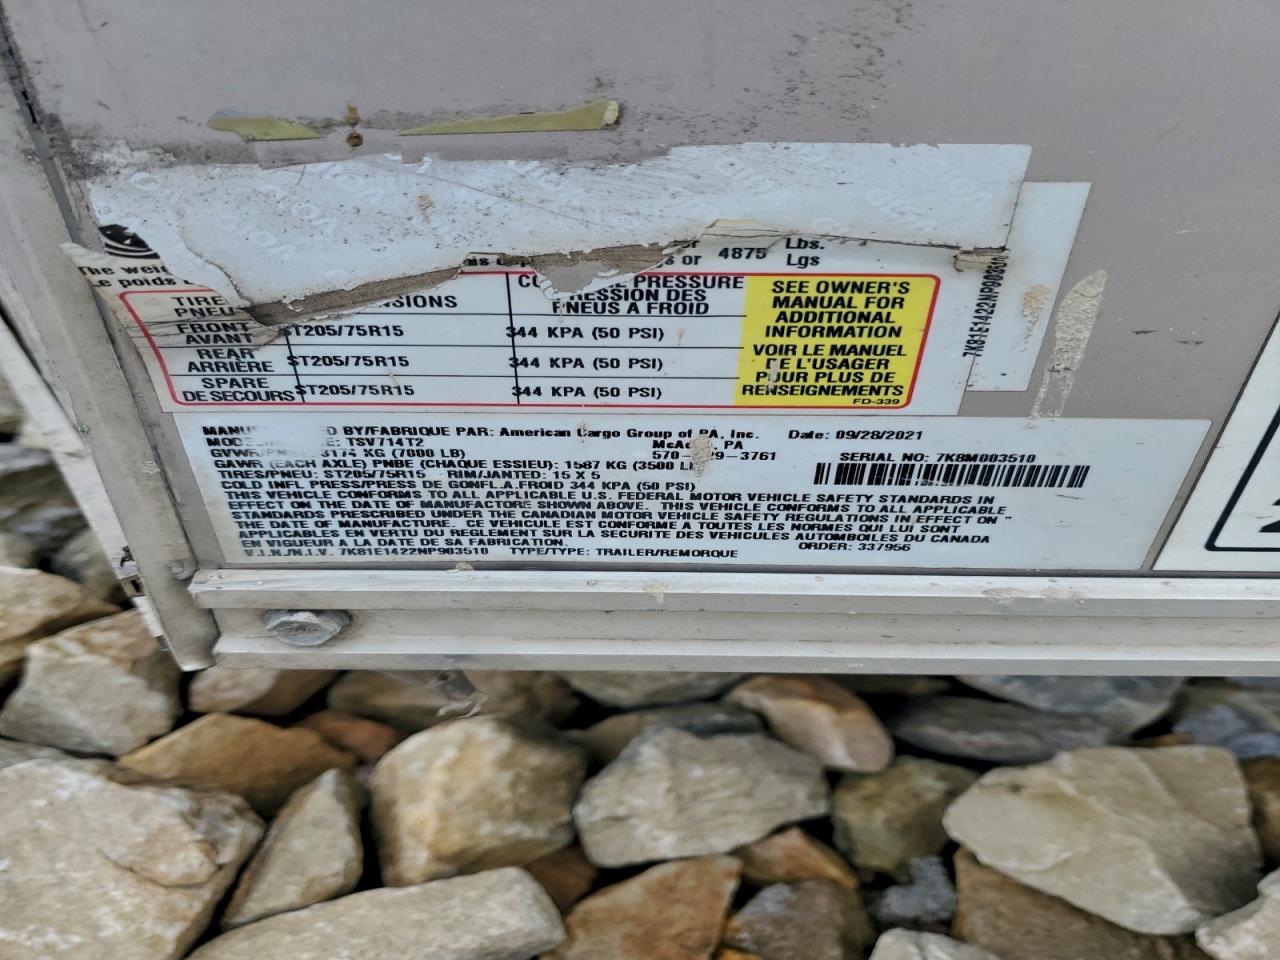 VOID
4875 Lbs.
or Lgs
The
Le poids
PRESSURE
PRESSION DES
PNEUS A FROID
FRONT
AVANT
ST205/75R15
344 KPA (50 PSI)
REAR
ARRIÈRE
ST205/75R15
344 KPA (50 PSI)
SPARE
DE SECOURS
ST205/75R15
344 KPA (50 PSI)
SEE OWNER'S
MANUAL FOR
ADDITIONAL
INFORMATION
VOIR LE MANUEL
DE L'USAGER
POUR PLUS DE
RENSEIGNEMENTS
FD-339
7K81E1422NP903510
D BY/FABRIQUE PAR: American Cargo Group of PA, Inc. Date: 09/28/2021
TSV714T2 PA
3174 KG (7000 LB) 3761 SERIAL NO: 7K8M003510
GAWR (EACH AXLE) PNBE (CHAQUE ESSIEU): 1587 KG (3500
TIRES/PNEUS: ST205/75R15 RIM/JANTED: 15 X 5
COLD INFL PRESS/PRESS DE GONFL.A.FROID 344 KPA (50 PSI)
THIS VEHICLE CONFORMS TO ALL APPLICABLE U.S. FEDERAL MOTOR VEHICLE SAFETY STANDARDS IN
EFFECT ON THE DATE OF MANUFACTURE SHOWN ABOVE. THIS VEHICLE CONFORMS TO ALL APPLICABLE
STANDARDS PRESCRIBED UNDER THE CANADIAN MOTOR VEHICLE SAFETY REGULATIONS IN EFFECT ON "
THE DATE OF MANUFACTURE. CE VEHICULE EST CONFORME A TOUTES LES NORMES QUI LUI SONT
APPLICABLES EN VERTU DU REGLEMENT SUR LA SECURITE DES VEHICULES AUTOMBOILES DU CANADA
EN VIGUEUR A LA DATE DE SA FABRICATION. ORDER: 337956
V.I.N./N.I.V. 7K81E1422NP903510 TYPE/TYPE: TRAILER/REMORQUE